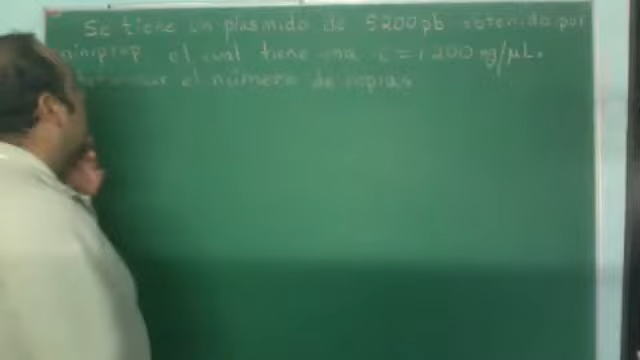 Se tiene un plasmido de 5200pb obtenido por
miniprep el cual tiene una c=1200 ng/µL.
el número de copias